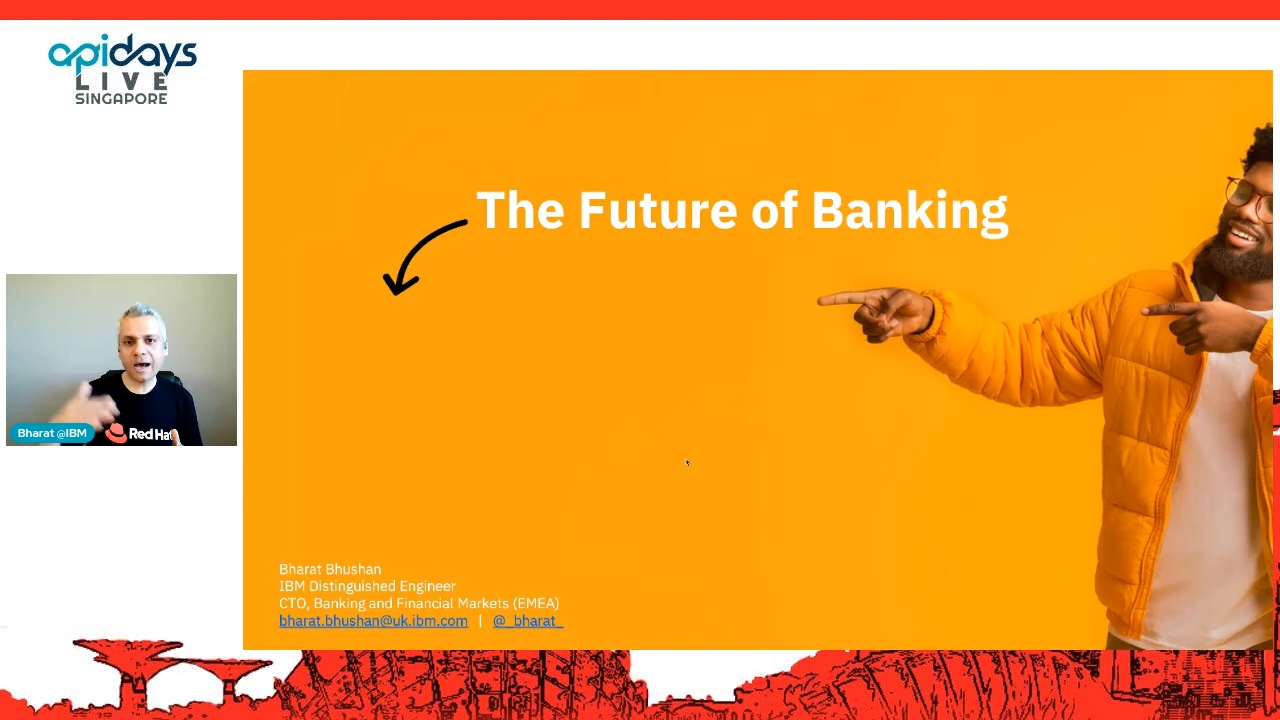 apidays
LIVE
SINGAPORE
The Future of Banking
Bharat @IBM
Red Hat
Bharat Bhushan
IBM Distinguished Engineer
CTO, Banking and Financial Markets (EMEA)
bharat.bhushan@uk.ibm.com | @_bharat_